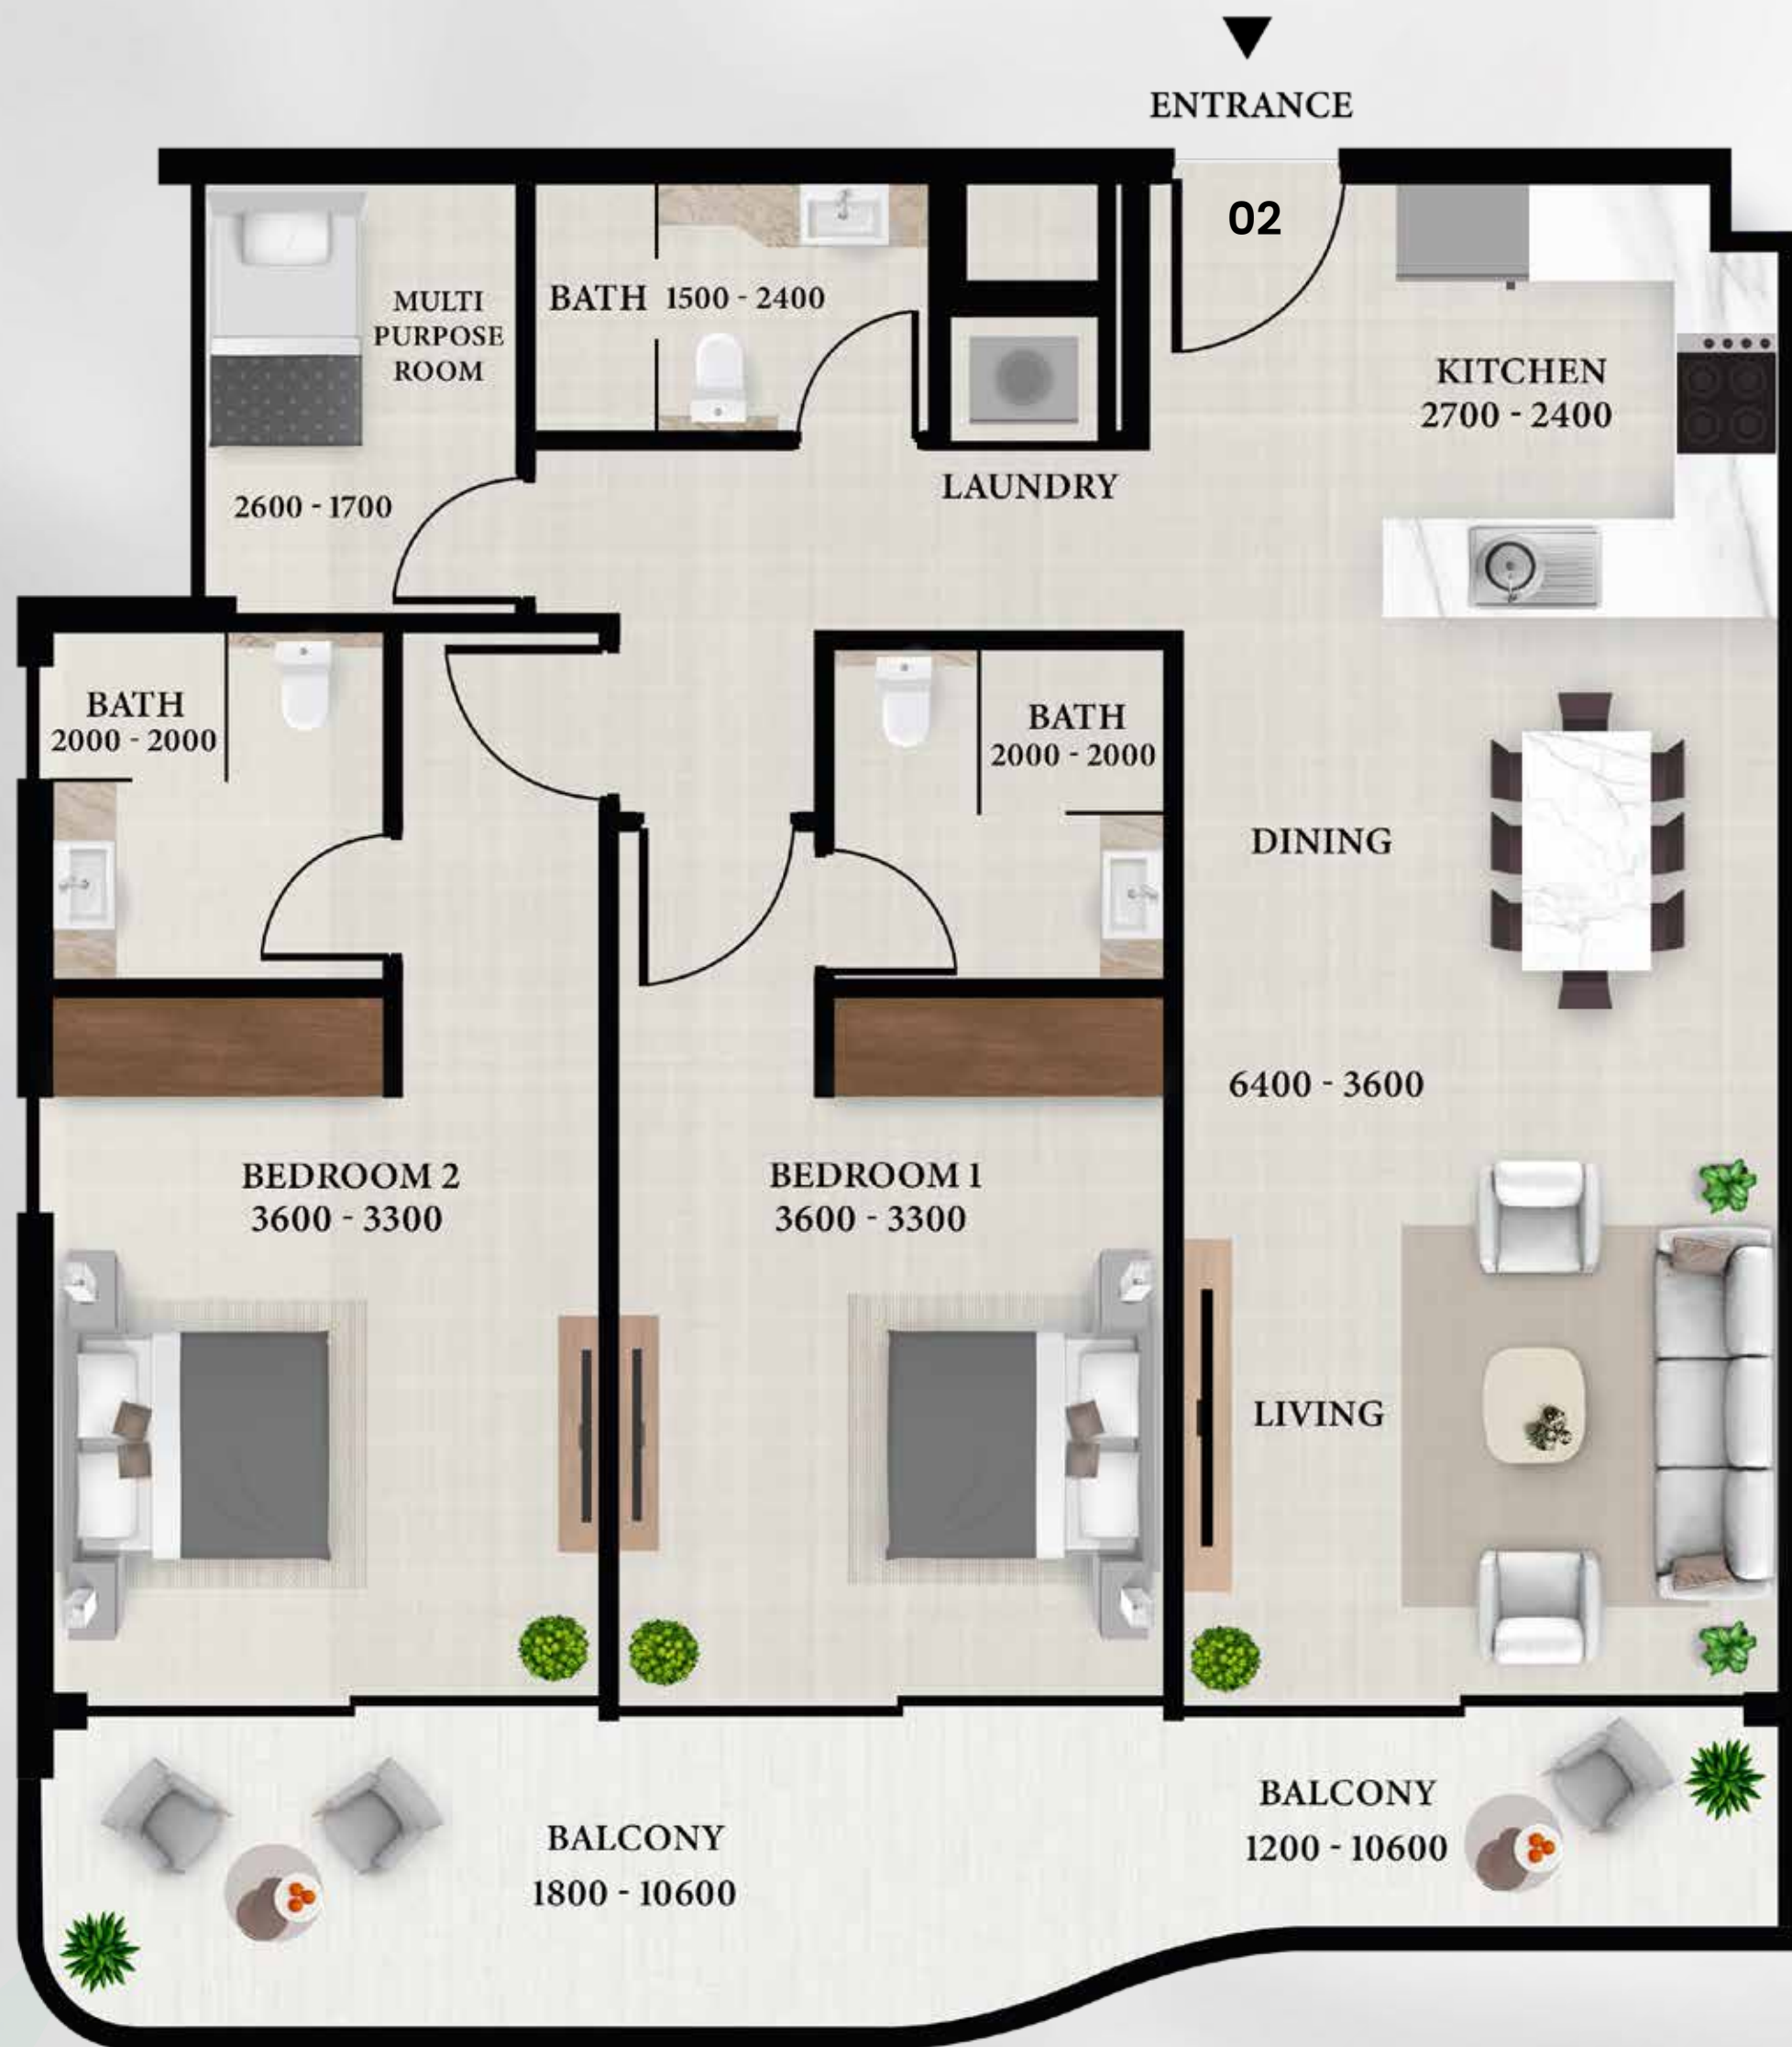 ENTRANCE
02
MULTI
PURPOSE
ROOM
2600 - 1700
BATH 1500 - 2400
LAUNDRY
KITCHEN
2700 - 2400
BATH
2000 - 2000
BATH
2000 - 2000
DINING
6400 - 3600
BEDROOM 2
3600 - 3300
BEDROOM 1
3600 - 3300
LIVING
BALCONY
1800 - 10600
BALCONY
1200 - 10600